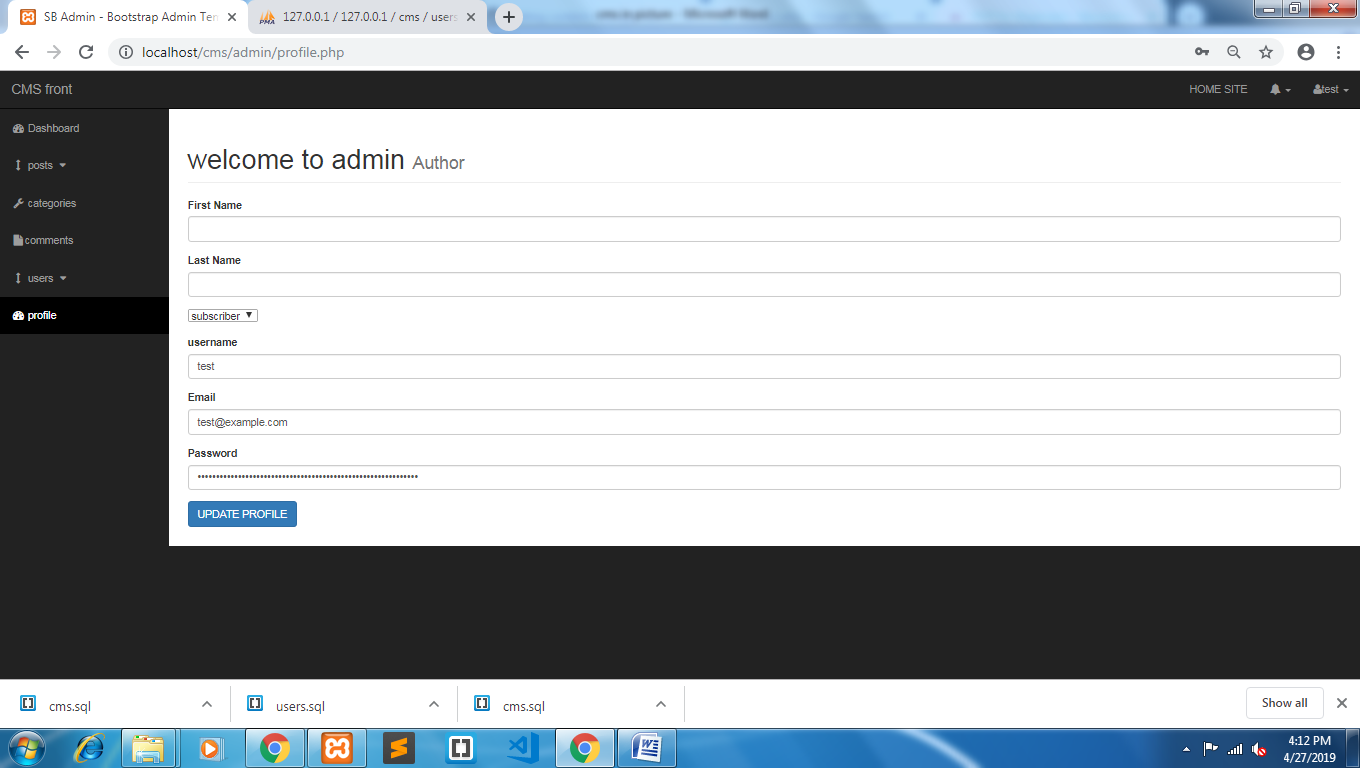 SB Admin - Bootstrap Admin Ten
127.0.0.1 / 127.0.0.1 / cms / users
localhost/cms/admin/profile.php
CMS front
HOME SITE
test
Dashboard
posts
categories
comments
users
profile
welcome to admin Author
First Name
Last Name
subscriber
username
test
Email
test@example.com
Password
UPDATE PROFILE
cms.sql
users.sql
cms.sql
Show all
4:12 PM
4/27/2019